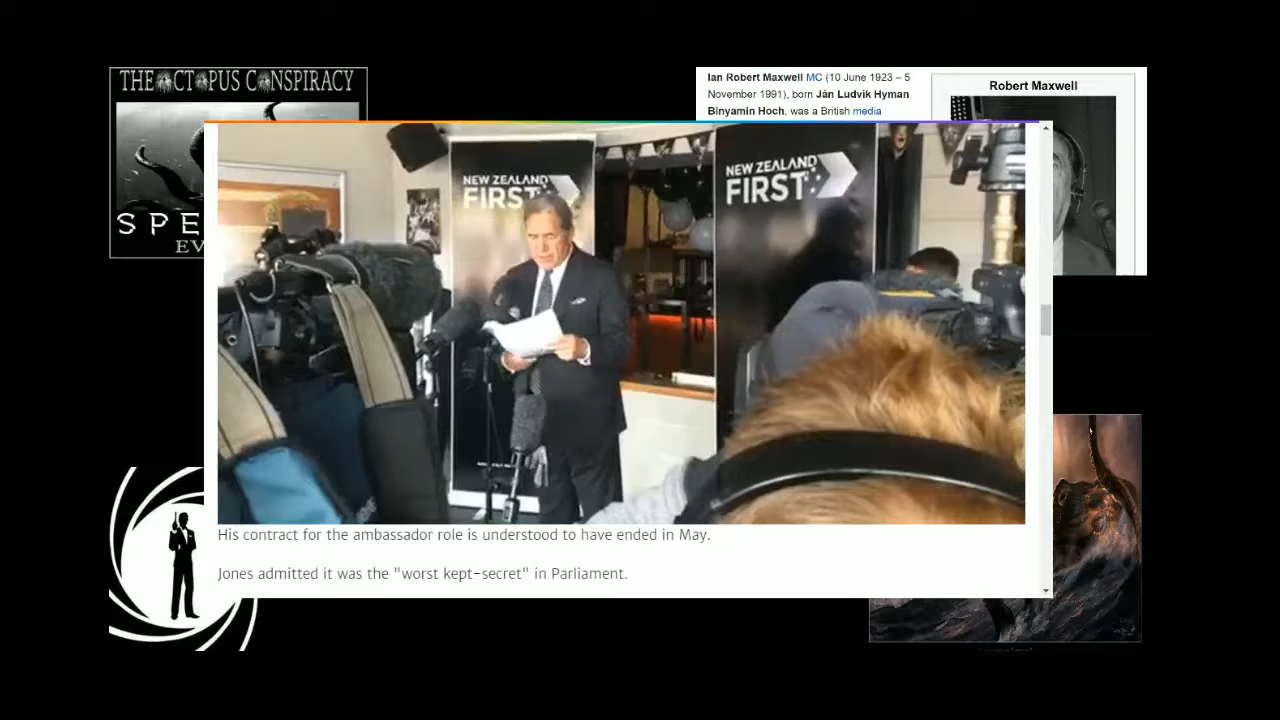 THE OCTOPUS CONSPIRACY
SPE
EV
Ian Robert Maxwell MC (10 June 1923 – 5
November 1991), born Ján Ludvík Hyman
Binyamin Hoch, was a British media
Robert Maxwell
NEW ZEALAND
FIRST
NEW ZEALAND
FIRST
His contract for the ambassador role is understood to have ended in May.
Jones admitted it was the "worst kept-secret" in Parliament.